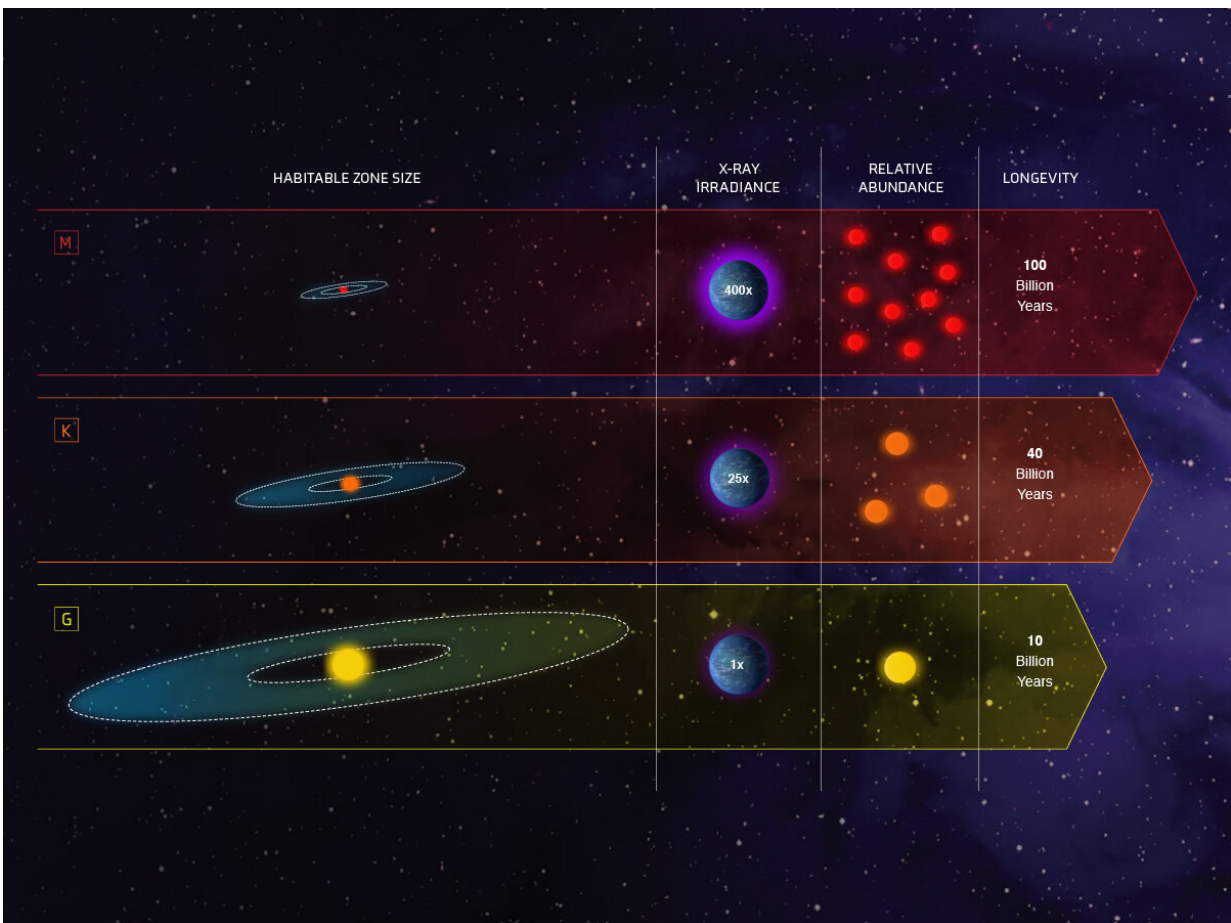 HABITABLE ZONE SIZE
X-RAY
IRRADIANCE
RELATIVE
ABUNDANCE
LONGEVITY
M
400x
100
Billion
Years
K
25x
40
Billion
Years
G
1x
10
Billion
Years